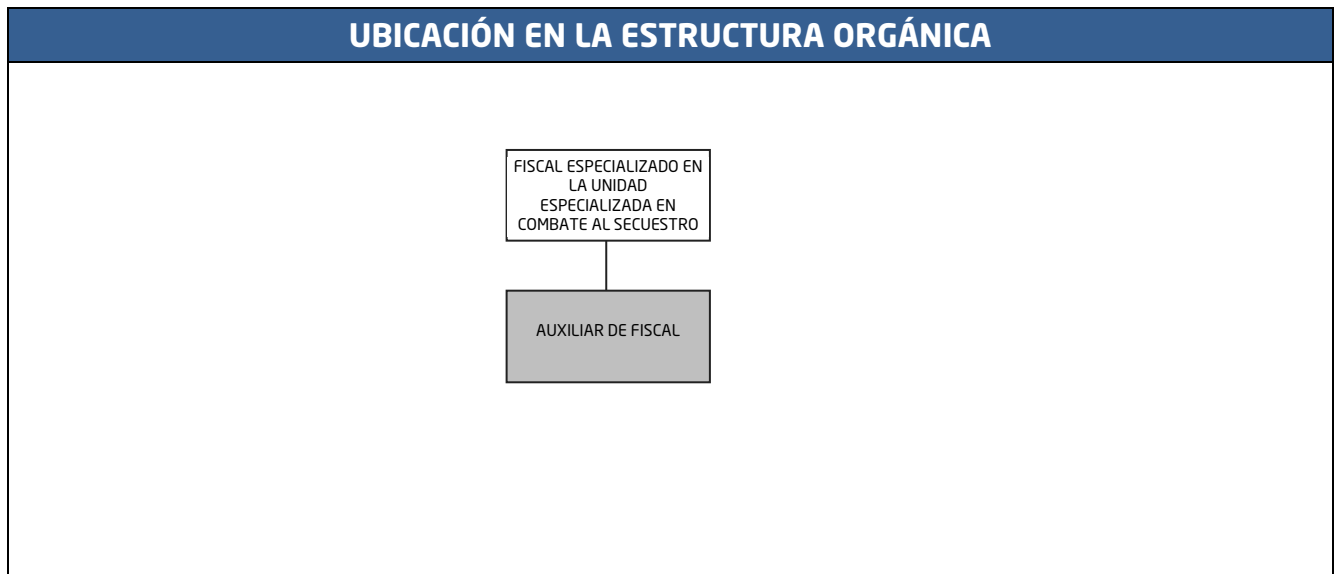 UBICACIÓN EN LA ESTRUCTURA ORGÁNICA
FISCAL ESPECIALIZADO EN
LA UNIDAD
ESPECIALIZADA EN
COMBATE AL SECUESTRO
AUXILIAR DE FISCAL